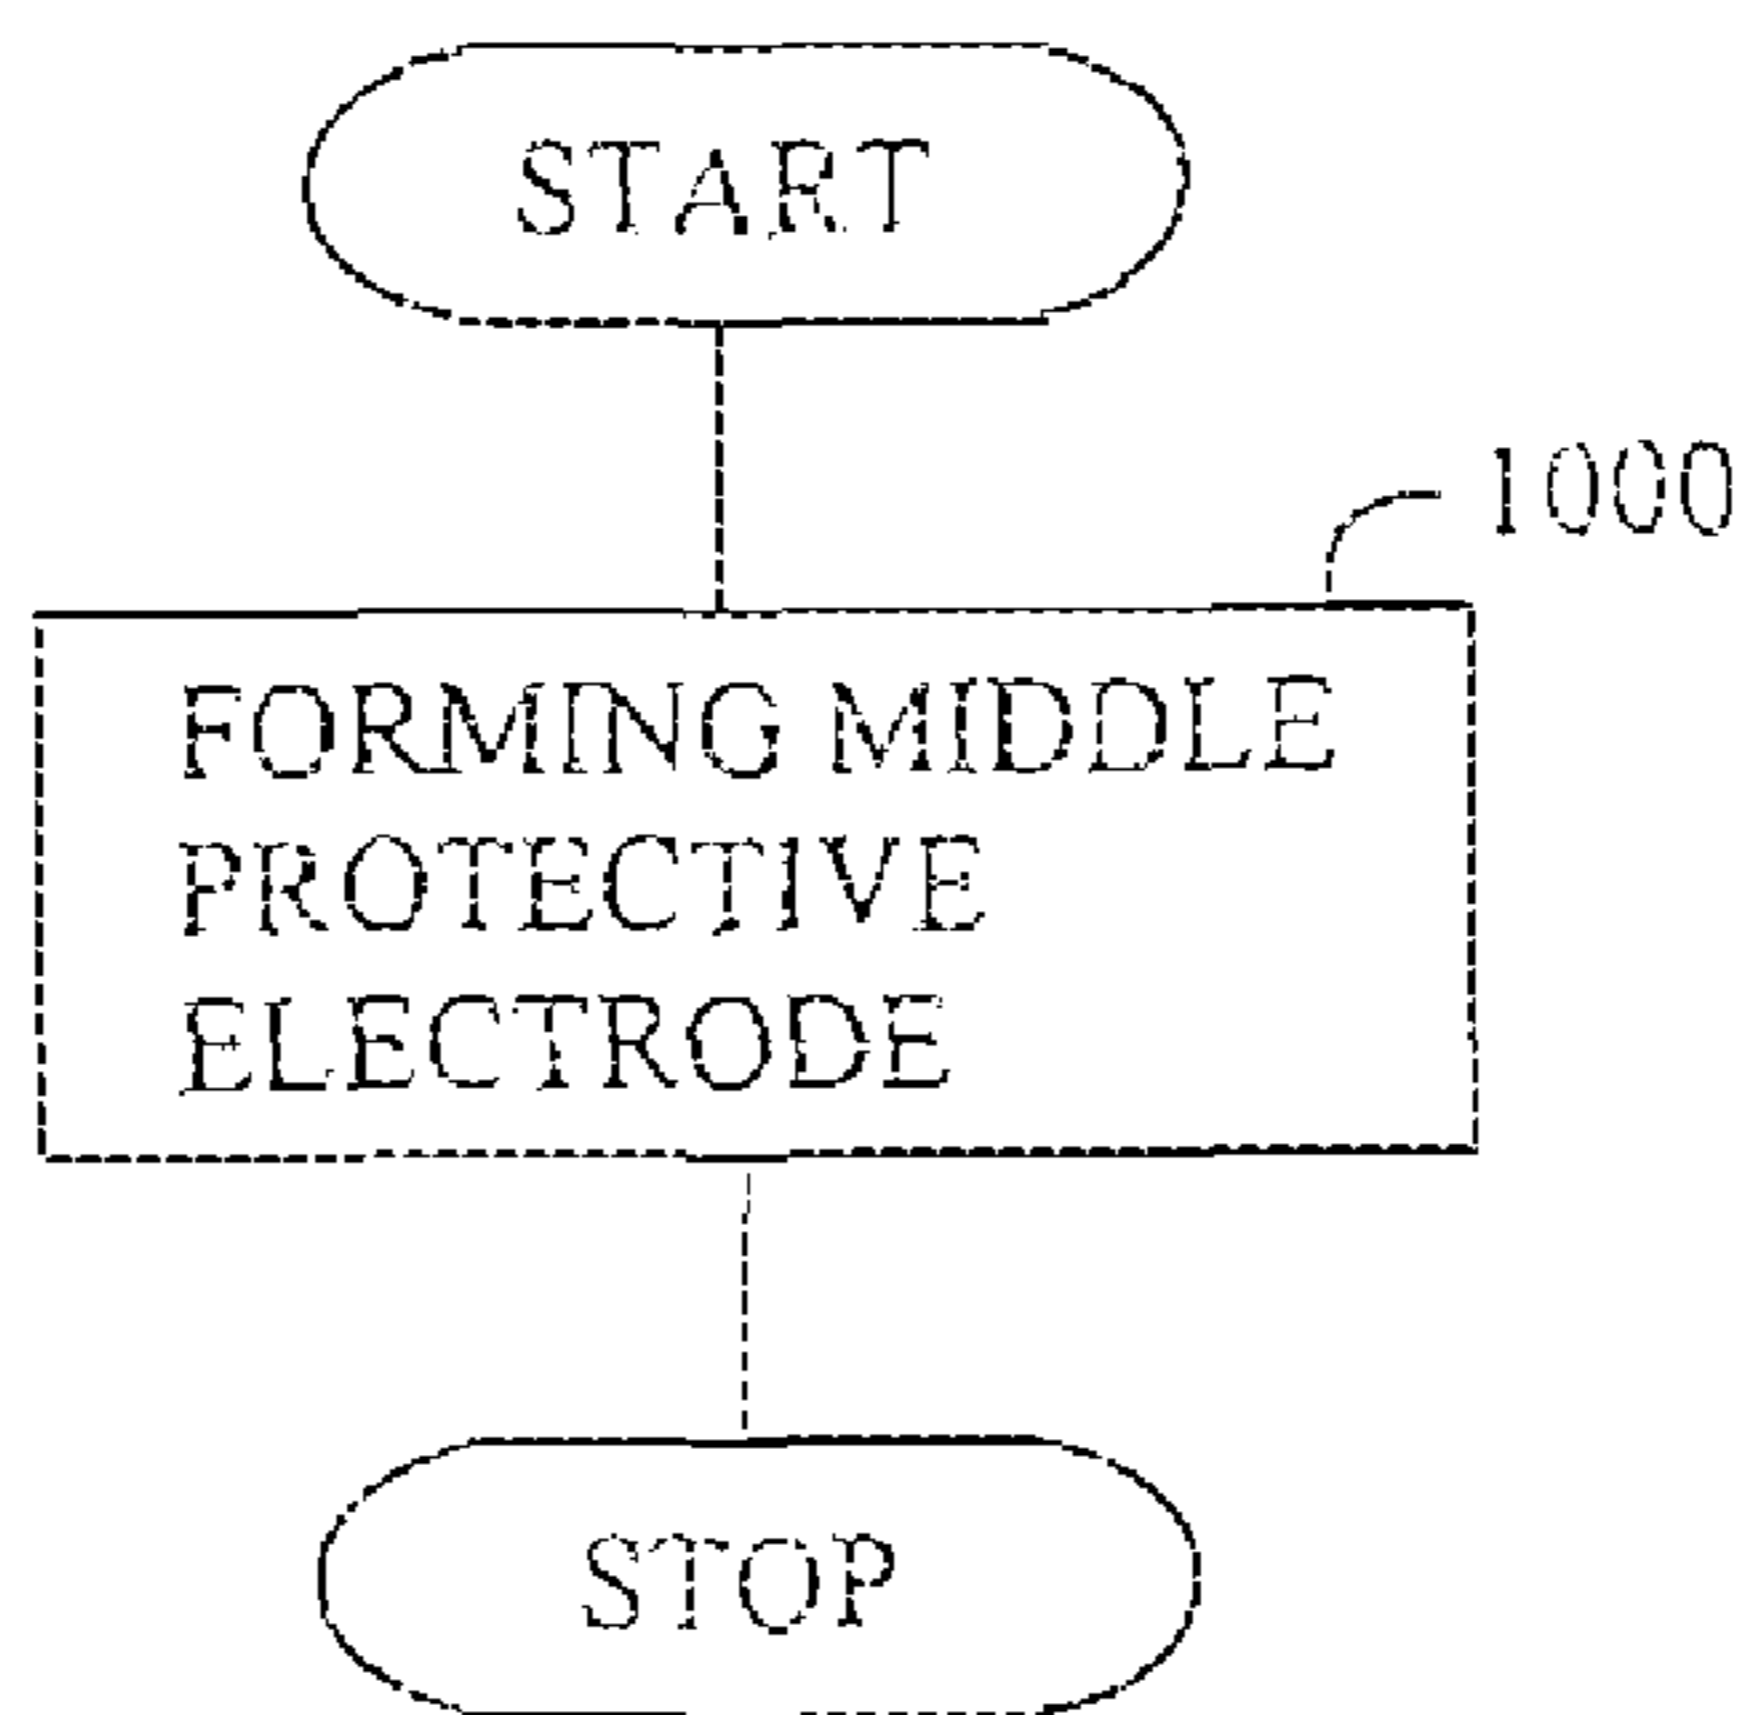 START
1000
FORMING MIDDLE
PROTECTIVE
ELECTRODE
STOP